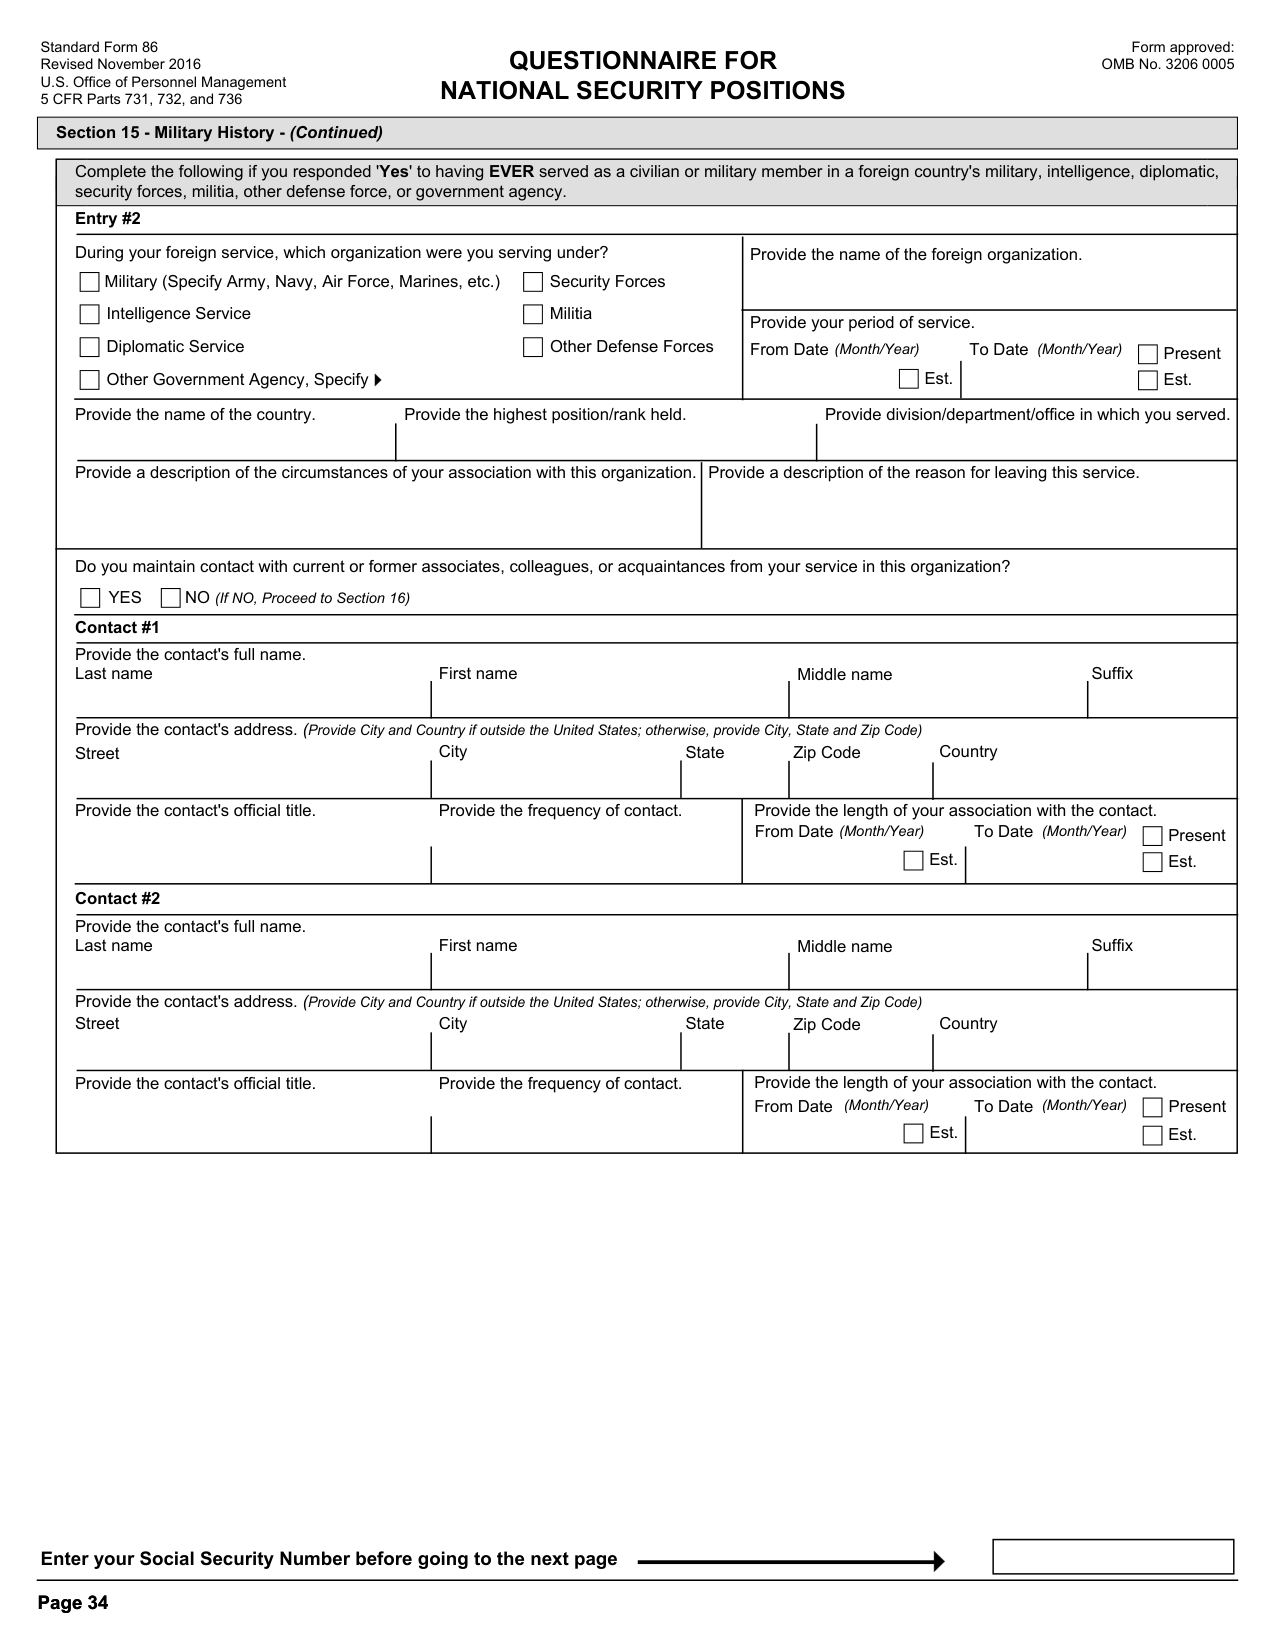 Standard Form 86
Revised November 2016
U.S. Office of Personnel Management
5 CFR Parts 731, 732, and 736
QUESTIONNAIRE FOR
NATIONAL SECURITY POSITIONS
Form approved:
OMB No. 3206 0005
Section 15 - Military History - (Continued)
Complete the following if you responded 'Yes' to having EVER served as a civilian or military member in a foreign country's military, intelligence, diplomatic,
security forces, militia, other defense force, or government agency.
Entry #2
During your foreign service, which organization were you serving under?
Military (Specify Army, Navy, Air Force, Marines, etc.)
Security Forces
Intelligence Service
Militia
Diplomatic Service
Other Defense Forces
Other Government Agency, Specify
Provide the name of the foreign organization.
Provide your period of service.
From Date (Month/Year)
To Date (Month/Year)
Present
Est.
Est.
Provide the name of the country.
Provide the highest position/rank held.
Provide division/department/office in which you served.
Provide a description of the circumstances of your association with this organization.
Provide a description of the reason for leaving this service.
Do you maintain contact with current or former associates, colleagues, or acquaintances from your service in this organization?
YES
NO (If NO, Proceed to Section 16)
Contact #1
Provide the contact's full name.
Last name
First name
Middle name
Suffix
Provide the contact's address. (Provide City and Country if outside the United States; otherwise, provide City, State and Zip Code)
Street
City
State
Zip Code
Country
Provide the contact's official title.
Provide the frequency of contact.
Provide the length of your association with the contact.
From Date (Month/Year)
To Date (Month/Year)
Present
Est.
Est.
Contact #2
Provide the contact's full name.
Last name
First name
Middle name
Suffix
Provide the contact's address. (Provide City and Country if outside the United States; otherwise, provide City, State and Zip Code)
Street
City
State
Zip Code
Country
Provide the contact's official title.
Provide the frequency of contact.
Provide the length of your association with the contact.
From Date (Month/Year)
To Date (Month/Year)
Present
Est.
Est.
Enter your Social Security Number before going to the next page
Page 34